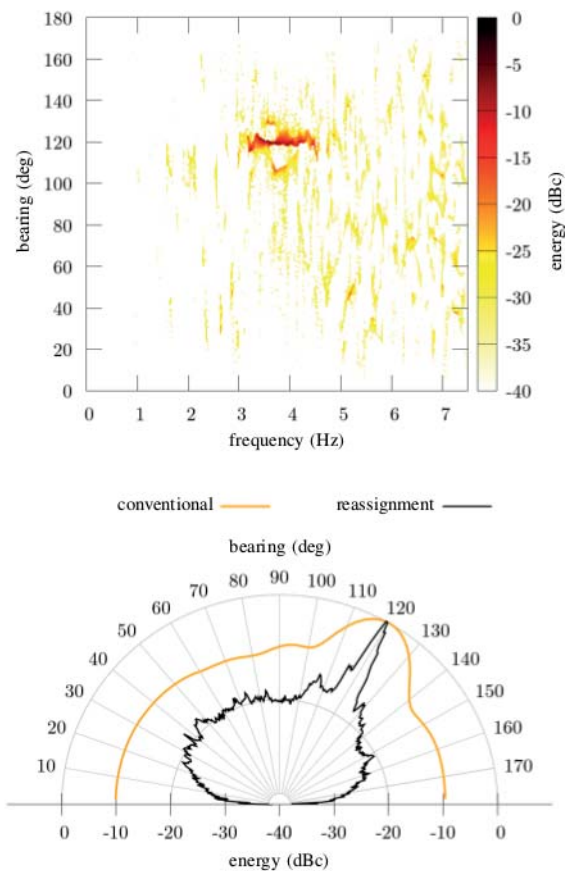 180
160
140
120
100
80
60
40
20
0
bearing (deg)
0 1 2 3 4 5 6 7
frequency (Hz)
0
-5
-10
-15
-20
-25
-30
-35
-40
energy (dBc)
conventional reassignment
bearing (deg)
10 20 30 40 50 60 70 80 90 100 110 120 130 140 150 160 170
0 -10 -20 -30 -40 -30 -20 -10 0
energy (dBc)